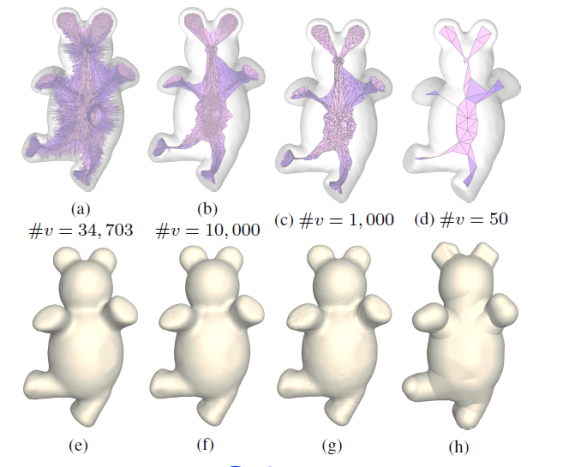 (a)
(b)
(c) #v = 1,000
(d) #v = 50
#v = 34,703
#v = 10,000
(e)
(f)
(g)
(h)